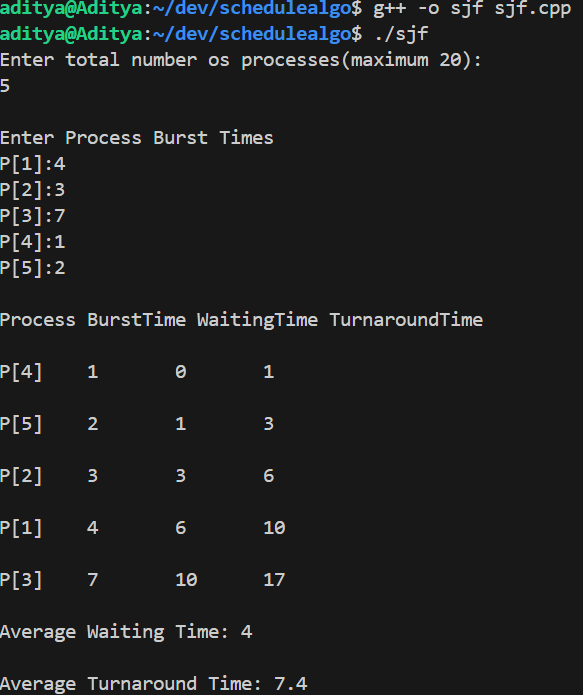 aditya@Aditya:~/dev/schedulealgo$ g++ -o sjf sjf.cpp
aditya@Aditya:~/dev/schedulealgo$ ./sjf
Enter total number os processes(maximum 20):
5
Enter Process Burst Times
P[1]:4
P[2]:3
P[3]:7
P[4]:1
P[5]:2
Process BurstTime WaitingTime TurnaroundTime
P[4] 1 0 1
P[5] 2 1 3
P[2] 3 3 6
P[1] 4 6 10
P[3] 7 10 17
Average Waiting Time: 4
Average Turnaround Time: 7.4